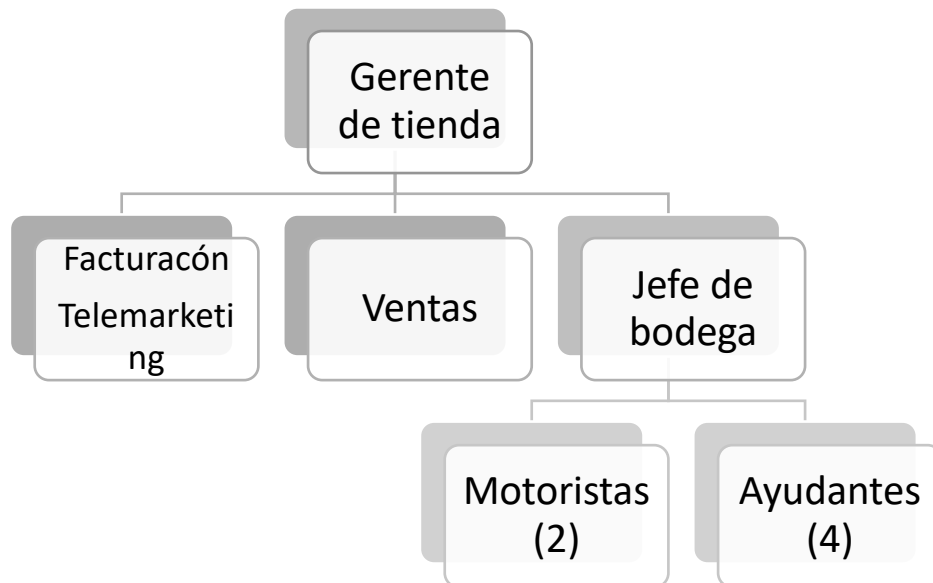 Gerente
de tienda
Facturacón
Telemarketi
ng
Ventas
Jefe de
bodega
Motoristas
(2)
Ayudantes
(4)